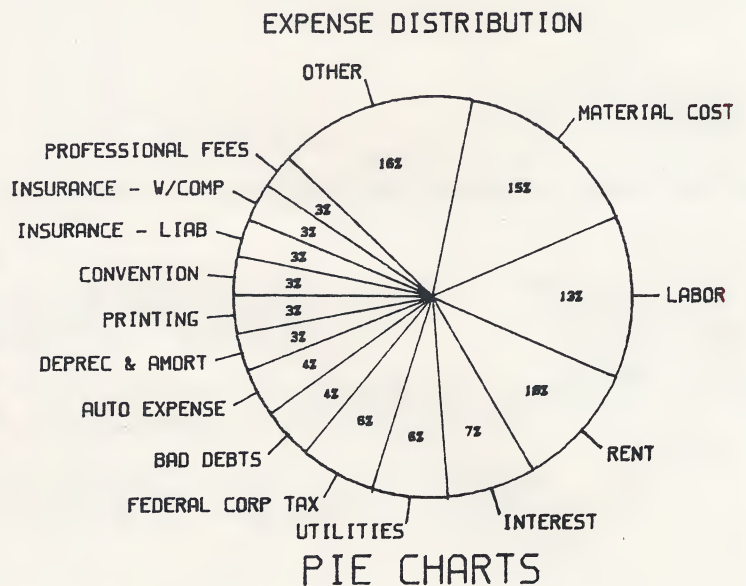 EXPENSE DISTRIBUTION
OTHER
MATERIAL COST
PROFESSIONAL FEES
16%
INSURANCE - W/COMP
15%
3%
INSURANCE - LIAB
3%
3%
CONVENTION
3%
13%
LABOR
PRINTING
3%
3%
DEPREC & AMORT
4%
AUTO EXPENSE
4%
10%
6%
6%
7%
BAD DEBTS
RENT
FEDERAL CORP TAX
UTILITIES
INTEREST
PIE CHARTS